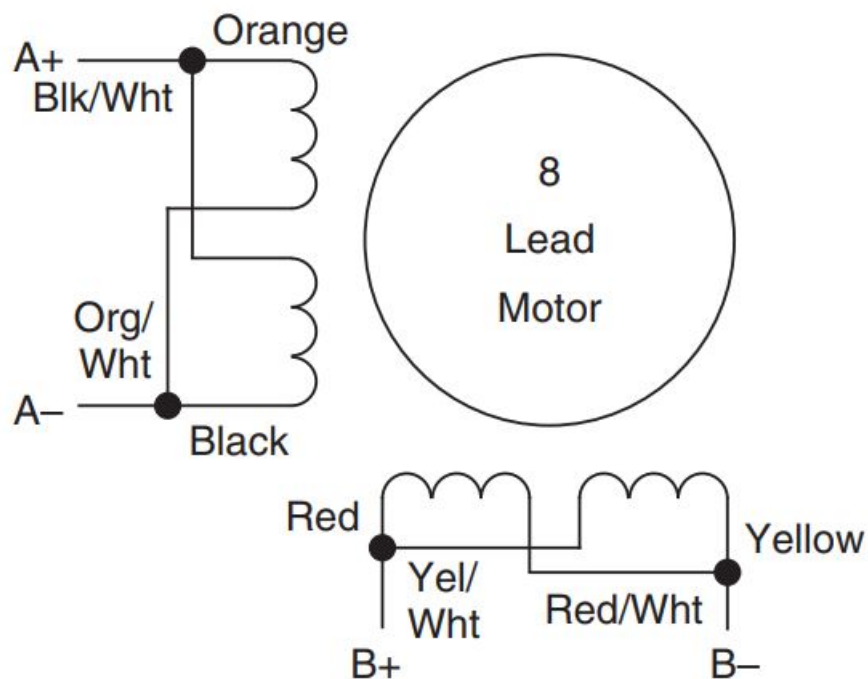 Orange
A+
Blk/Wht
8
Lead
Motor
Org/
Wht
A–
Black
Red
Yellow
Yel/
Wht
Red/Wht
B+
B–